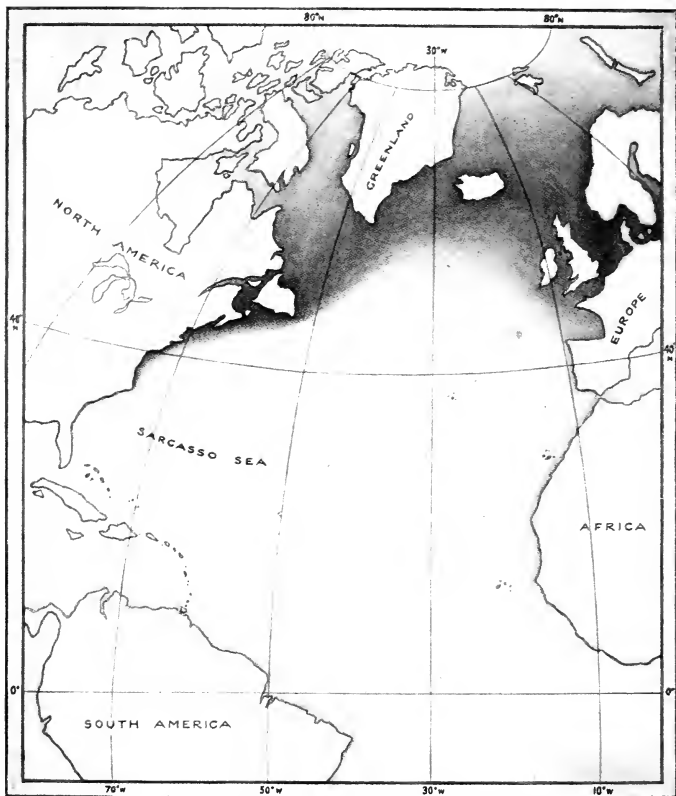 80°N 80°N
30°W
GREENLAND
NORTH AMERICA
EUROPE
40°
N
40°
N
SARCASSO SEA
AFRICA
0° 0°
SOUTH AMERICA
70°W 50°W 30°W 10°W